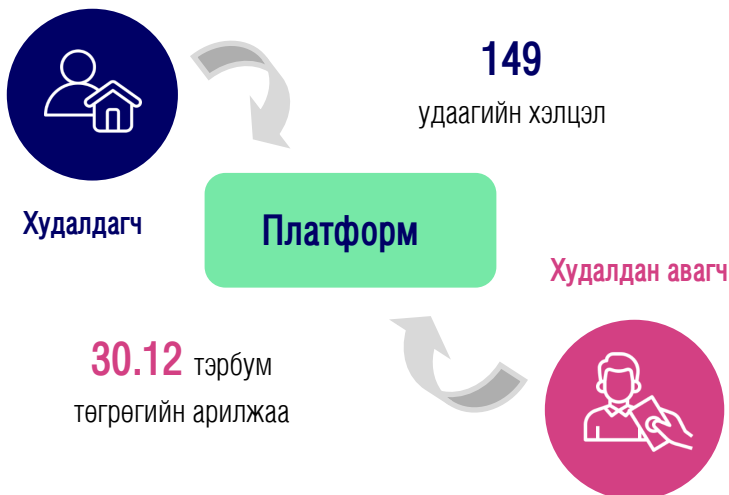 149
удаагийн хэлцэл
Худалдагч
Платформ
Худалдан авагч
30.12 тэрбум
төгрөгийн арилжаа